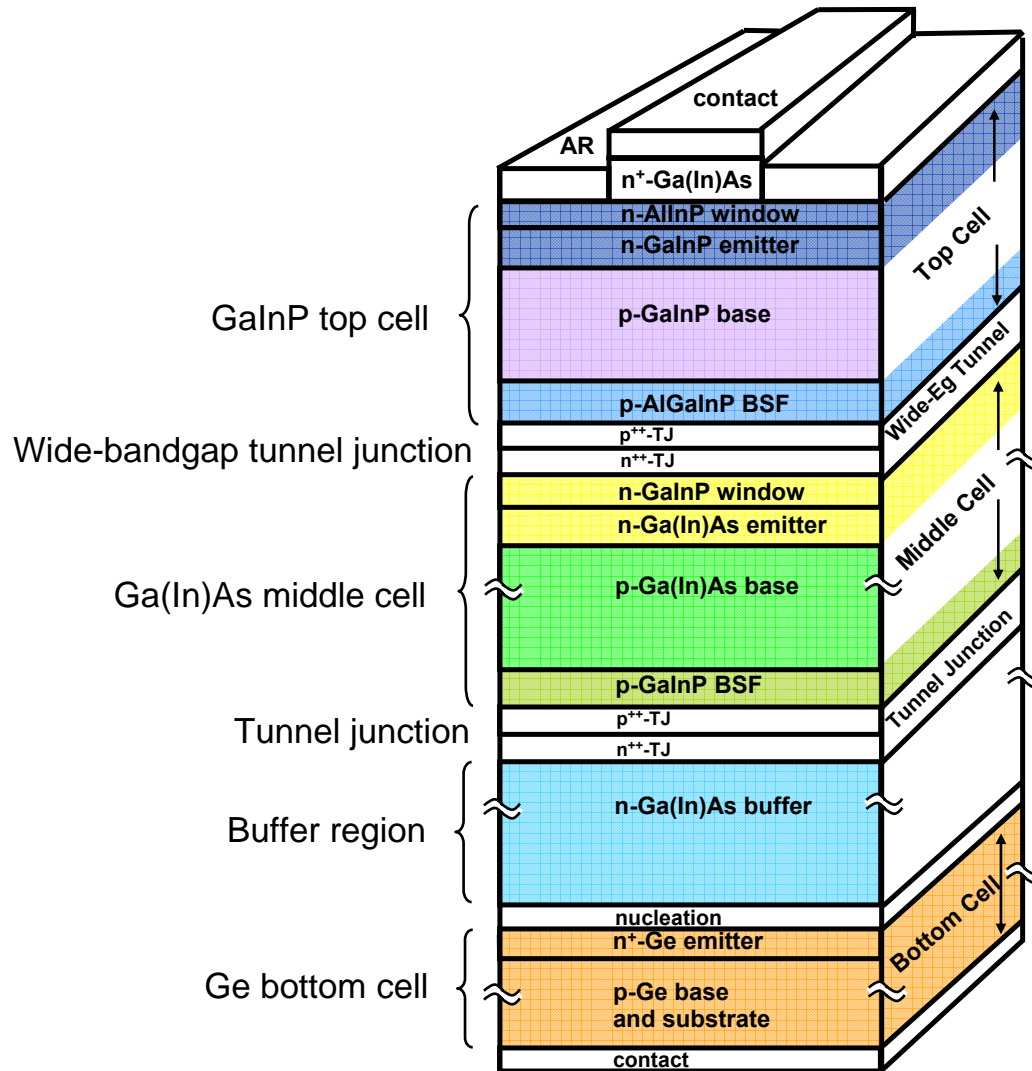 contact
AR
n⁺-Ga(In)As
n-AlInP window
n-GaInP emitter
GaInP top cell
p-GaInP base
p-AlGaInP BSF
Top Cell
Wide-bandgap tunnel junction
p⁺⁺-TJ
n⁺⁺-TJ
Wide-Eg Tunnel
n-GaInP window
n-Ga(In)As emitter
Ga(In)As middle cell
p-Ga(In)As base
p-GaInP BSF
Middle Cell
Tunnel junction
p⁺⁺-TJ
n⁺⁺-TJ
Tunnel Junction
Buffer region
n-Ga(In)As buffer
nucleation
n⁺-Ge emitter
Ge bottom cell
p-Ge base
and substrate
Bottom Cell
contact